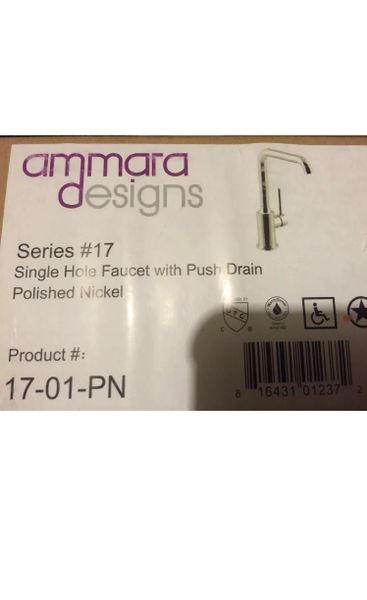 ammara
designs
Series #17
Single Hole Faucet with Push Drain
Polished Nickel
Product #:
17-01-PN
C UPC B
8 16431 01237 2